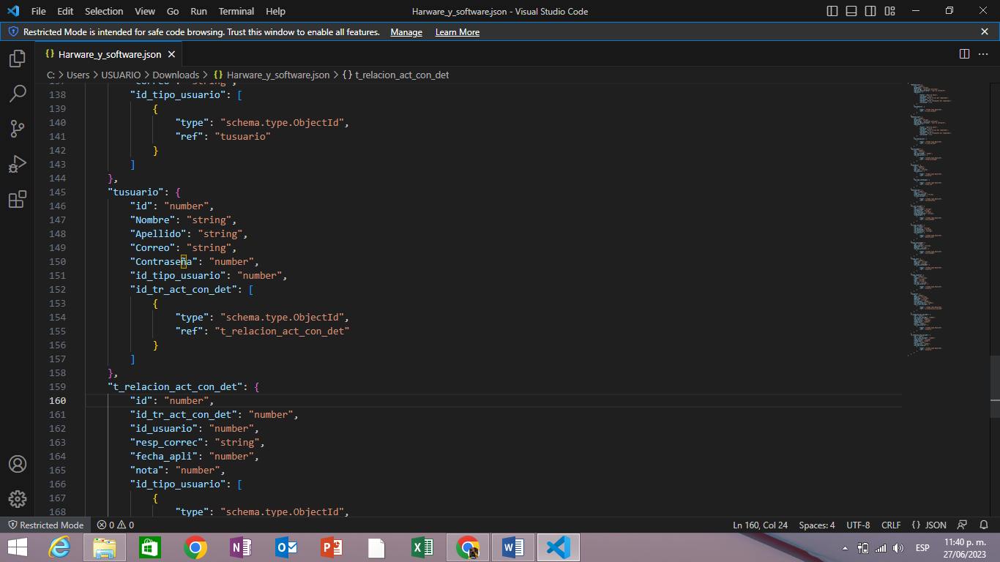 File Edit Selection View Go Run Terminal Help Harware_y_software.json - Visual Studio Code
Restricted Mode is intended for safe code browsing. Trust this window to enable all features. Manage Learn More
{} Harware_y_software.json
C: > Users > USUARIO > Downloads > {} Harware_y_software.json > {} t_relacion_act_con_det
137 "Correo": "string",
138 "id_tipo_usuario": [
139 {
140 "type": "schema.type.ObjectId",
141 "ref": "tusuario"
142 }
143 ]
144 },
145 "tusuario": {
146 "id": "number",
147 "Nombre": "string",
148 "Apellido": "string",
149 "Correo": "string",
150 "Contraseña": "number",
151 "id_tipo_usuario": "number",
152 "id_tr_act_con_det": [
153 {
154 "type": "schema.type.ObjectId",
155 "ref": "t_relacion_act_con_det"
156 }
157 ]
158 },
159 "t_relacion_act_con_det": {
160 "id": "number",
161 "id_tr_act_con_det": "number",
162 "id_usuario": "number",
163 "resp_correc": "string",
164 "fecha_apli": "number",
165 "nota": "number",
166 "id_tipo_usuario": [
167 {
168 "type": "schema.type.ObjectId",
Restricted Mode 0 0 Ln 160, Col 24 Spaces: 4 UTF-8 CRLF {} JSON
ESP
11:40 p. m.
27/06/2023